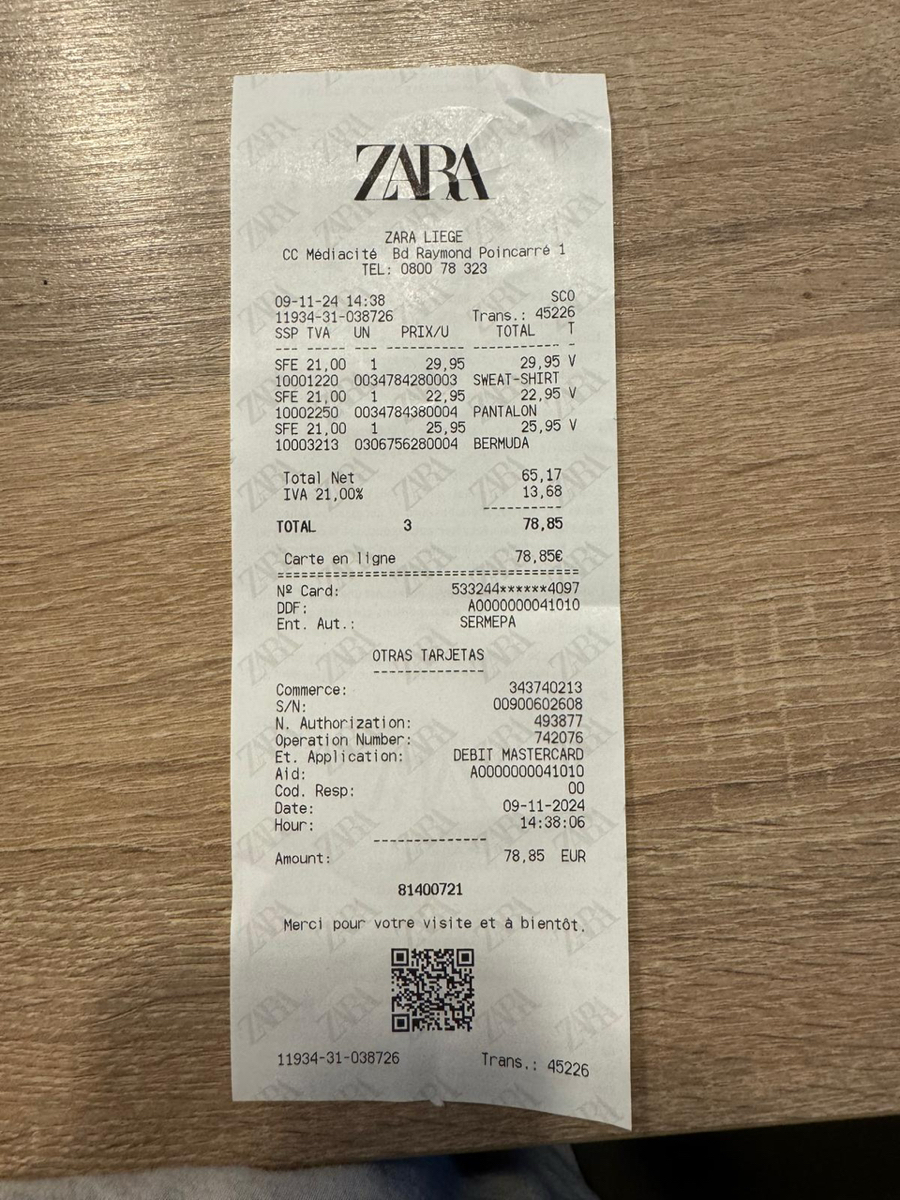 ZARA
ZARA LIEGE
CC Médiacité Bd Raymond Poincarré 1
TEL: 0800 78 323
09-11-24 14:38 SCO
11934-31-038726 Trans.: 45226
SSP TVA UN PRIX/U TOTAL T
--- ----- --- --------- ---------- -
SFE 21,00 1 29,95 29,95 V
10001220 0034784280003 SWEAT-SHIRT
SFE 21,00 1 22,95 22,95 V
10002250 0034784380004 PANTALON
SFE 21,00 1 25,95 25,95 V
10003213 0306756280004 BERMUDA
Total Net 65,17
IVA 21,00% 13,68
----------
TOTAL 3 78,85
Carte en ligne 78,85€
======================================
Nº Card: 533244******4097
DDF: A0000000041010
Ent. Aut.: SERMEPA
OTRAS TARJETAS
--------------
Commerce: 343740213
S/N: 00900602608
N. Authorization: 493877
Operation Number: 742076
Et. Application: DEBIT MASTERCARD
Aid: A0000000041010
Cod. Resp: 00
Date: 09-11-2024
Hour: 14:38:06
--------------
Amount: 78,85 EUR
81400721
Merci pour votre visite et à bientôt.
11934-31-038726 Trans.: 45226